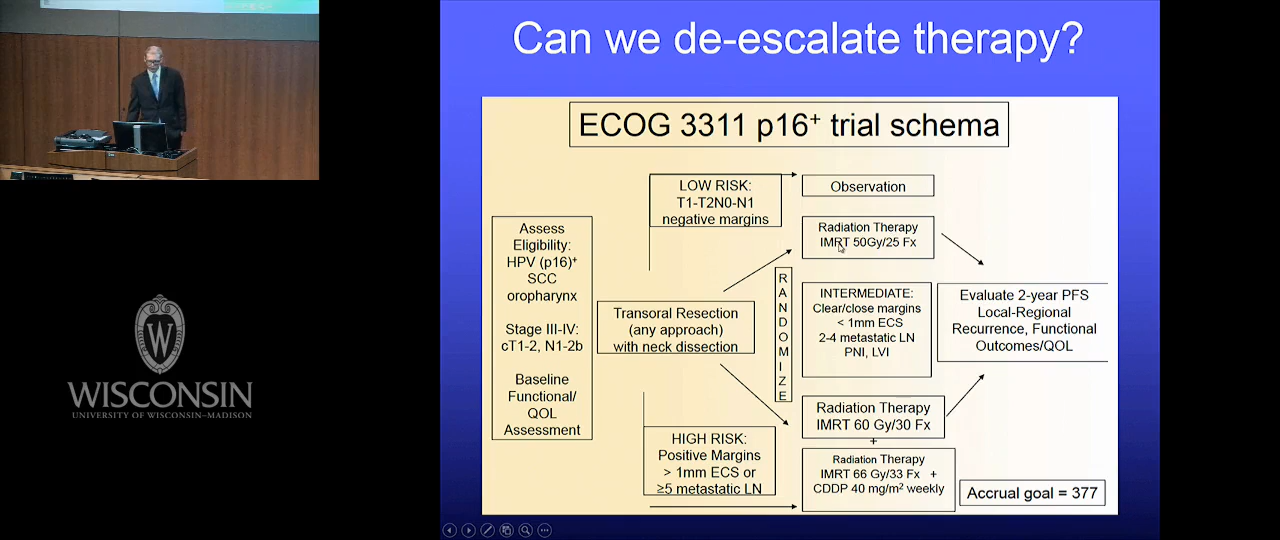 Can we de-escalate therapy?
ECOG 3311 p16⁺ trial schema
LOW RISK:
T1-T2N0-N1
negative margins
Observation
Radiation Therapy
IMRT 50Gy/25 Fx
Assess
Eligibility:
HPV (p16)⁺
SCC
oropharynx
Stage III-IV:
cT1-2, N1-2b
Baseline
Functional/
QOL
Assessment
Transoral Resection
(any approach)
with neck dissection
RANDOMIZE
INTERMEDIATE:
Clear/close margins
< 1mm ECS
2-4 metastatic LN
PNI, LVI
Evaluate 2-year PFS
Local-Regional
Recurrence, Functional
Outcomes/QOL
Radiation Therapy
IMRT 60 Gy/30 Fx
+
HIGH RISK:
Positive Margins
> 1mm ECS or
≥5 metastatic LN
Radiation Therapy
IMRT 66 Gy/33 Fx +
CDDP 40 mg/m² weekly
Accrual goal = 377
W
WISCONSIN
UNIVERSITY OF WISCONSIN–MADISON